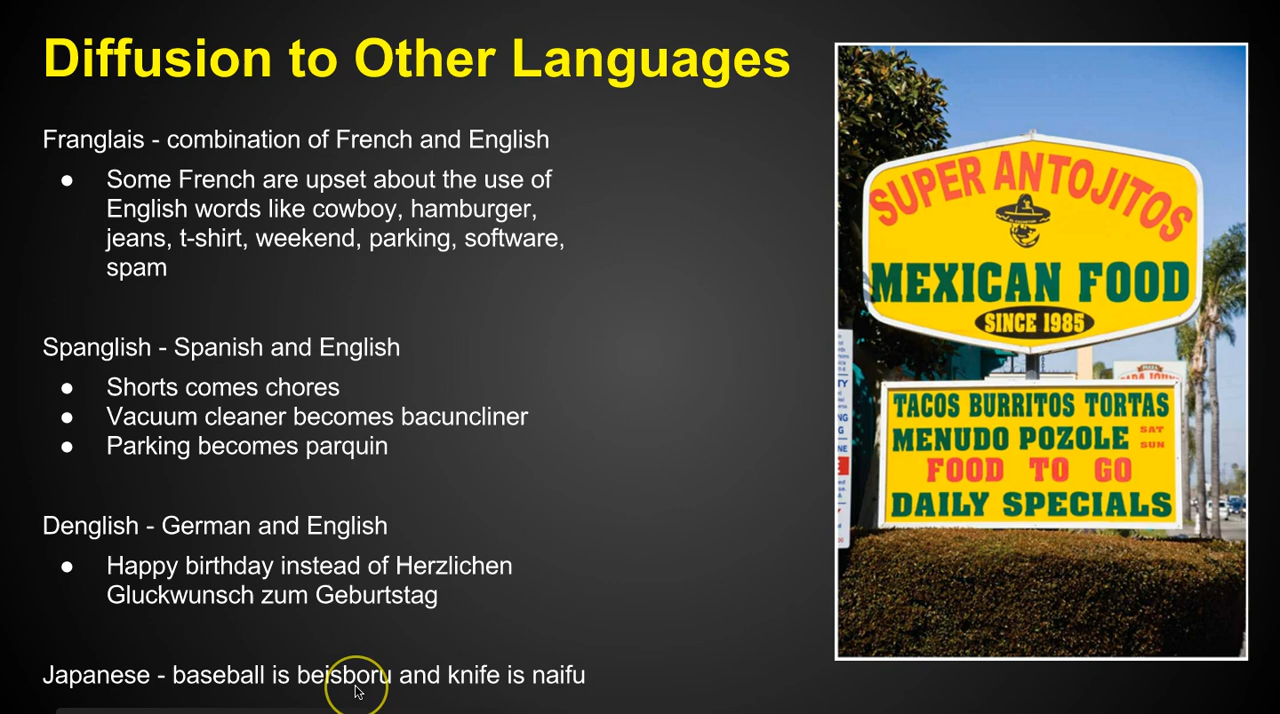 Diffusion to Other Languages
Franglais - combination of French and English
● Some French are upset about the use of
English words like cowboy, hamburger,
jeans, t-shirt, weekend, parking, software,
spam
Spanglish - Spanish and English
● Shorts comes chores
● Vacuum cleaner becomes bacuncliner
● Parking becomes parquin
Denglish - German and English
● Happy birthday instead of Herzlichen
Gluckwunsch zum Geburtstag
Japanese - baseball is beisboru and knife is naifu
SUPER ANTOJITOS
MEXICAN FOOD
SINCE 1985
TACOS BURRITOS TORTAS
MENUDO POZOLE SAT SUN
FOOD TO GO
DAILY SPECIALS